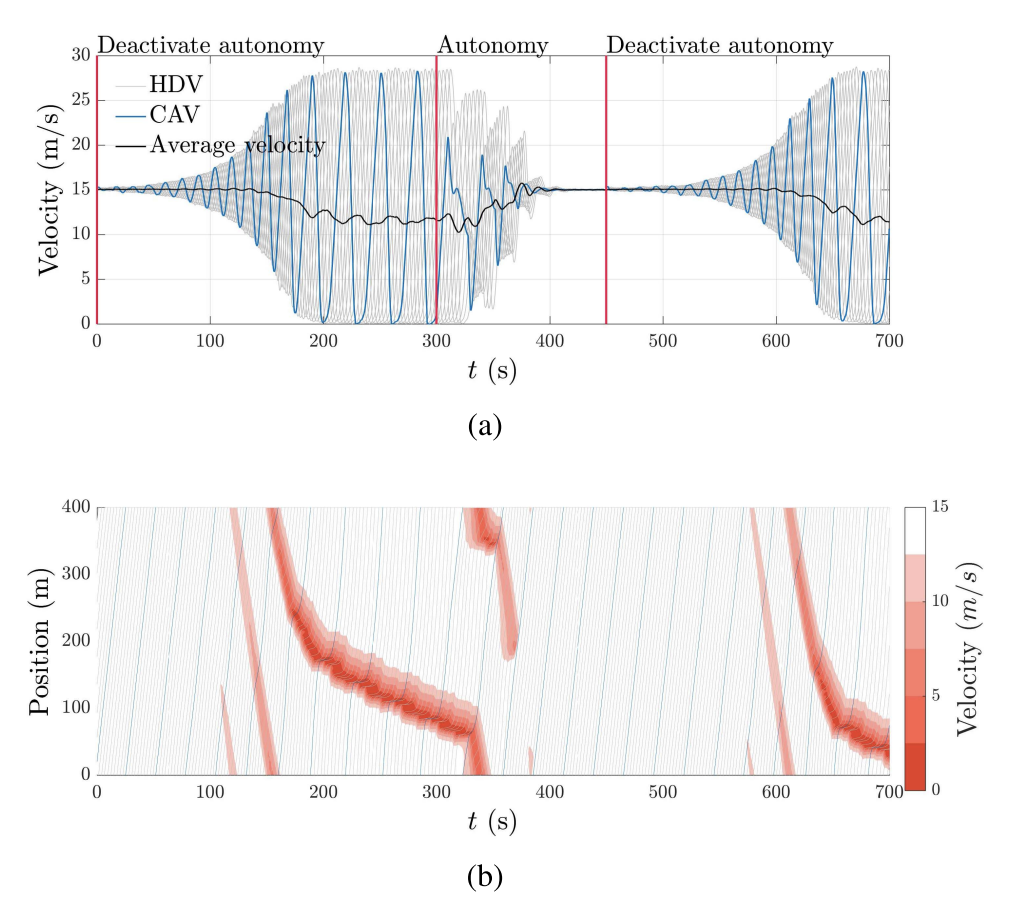 Deactivate autonomy Autonomy Deactivate autonomy
30
25
20
15
10
5
0
Velocity (m/s)
HDV
CAV
Average velocity
0 100 200 300 400 500 600 700
t (s)
(a)
400
300
200
100
0
Position (m)
0 100 200 300 400 500 600 700
t (s)
15
10
5
0
Velocity (m/s)
(b)